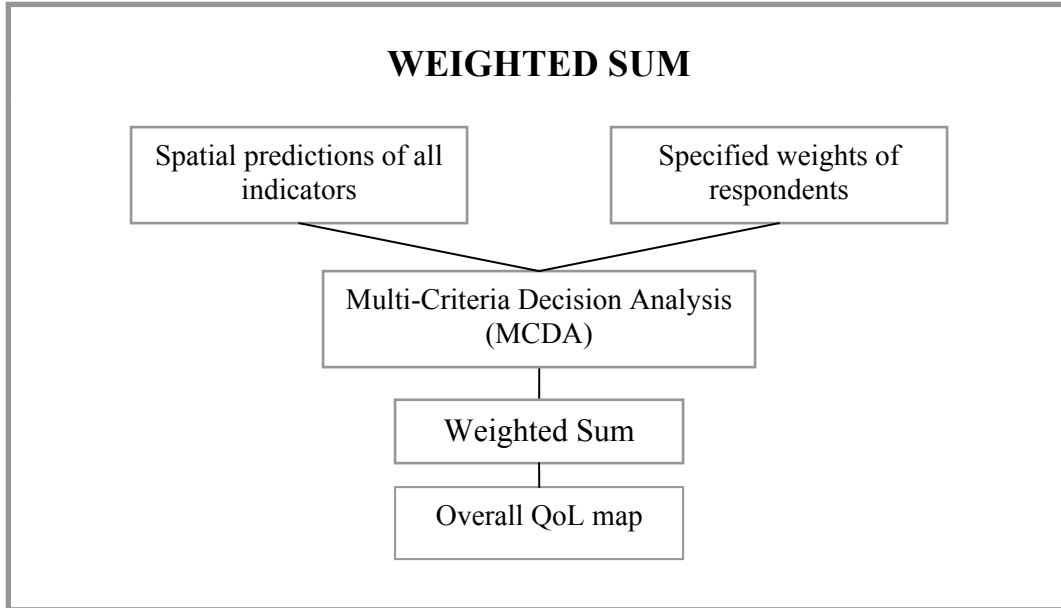 WEIGHTED SUM
Spatial predictions of all
indicators
Specified weights of
respondents
Multi-Criteria Decision Analysis
(MCDA)
Weighted Sum
Overall QoL map